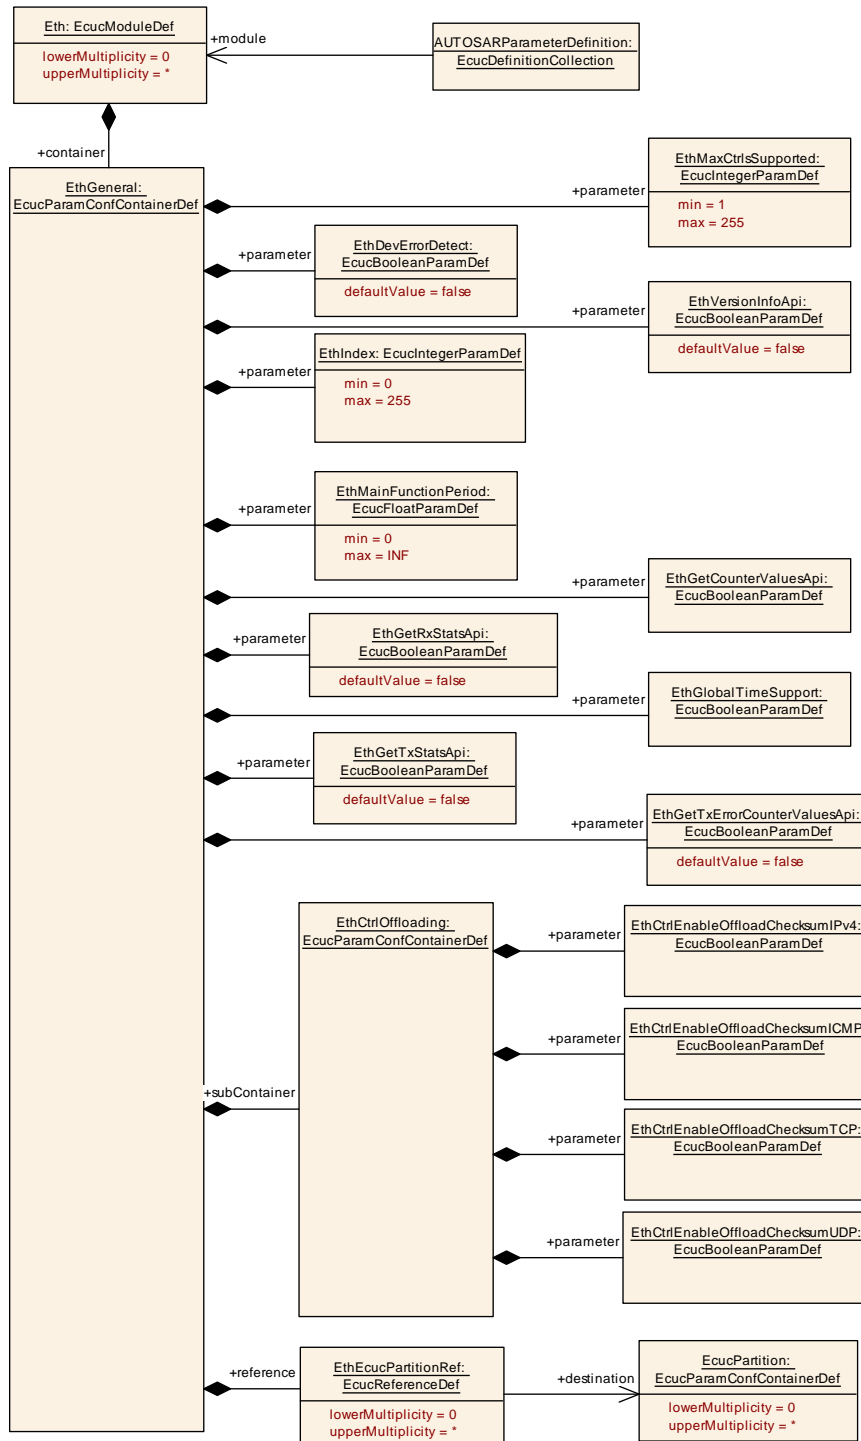 Eth: EcucModuleDef
lowerMultiplicity = 0
upperMultiplicity = *
+module
AUTOSARParameterDefinition:
EcucDefinitionCollection
+container
EthGeneral:
EcucParamConfContainerDef
+parameter
EthMaxCtrlsSupported:
EcucIntegerParamDef
min = 1
max = 255
+parameter
EthDevErrorDetect:
EcucBooleanParamDef
defaultValue = false
+parameter
EthVersionInfoApi:
EcucBooleanParamDef
defaultValue = false
+parameter
EthIndex: EcucIntegerParamDef
min = 0
max = 255
+parameter
EthMainFunctionPeriod:
EcucFloatParamDef
min = 0
max = INF
+parameter
EthGetCounterValuesApi:
EcucBooleanParamDef
+parameter
EthGetRxStatsApi:
EcucBooleanParamDef
defaultValue = false
+parameter
EthGlobalTimeSupport:
EcucBooleanParamDef
+parameter
EthGetTxStatsApi:
EcucBooleanParamDef
defaultValue = false
+parameter
EthGetTxErrorCounterValuesApi:
EcucBooleanParamDef
defaultValue = false
+subContainer
EthCtrlOffloading:
EcucParamConfContainerDef
+parameter
EthCtrlEnableOffloadChecksumIPv4:
EcucBooleanParamDef
+parameter
EthCtrlEnableOffloadChecksumICMP
EcucBooleanParamDef
+parameter
EthCtrlEnableOffloadChecksumTCP:
EcucBooleanParamDef
+parameter
EthCtrlEnableOffloadChecksumUDP:
EcucBooleanParamDef
+reference
EthEcucPartitionRef:
EcucReferenceDef
lowerMultiplicity = 0
upperMultiplicity = *
+destination
EcucPartition:
EcucParamConfContainerDef
lowerMultiplicity = 0
upperMultiplicity = *